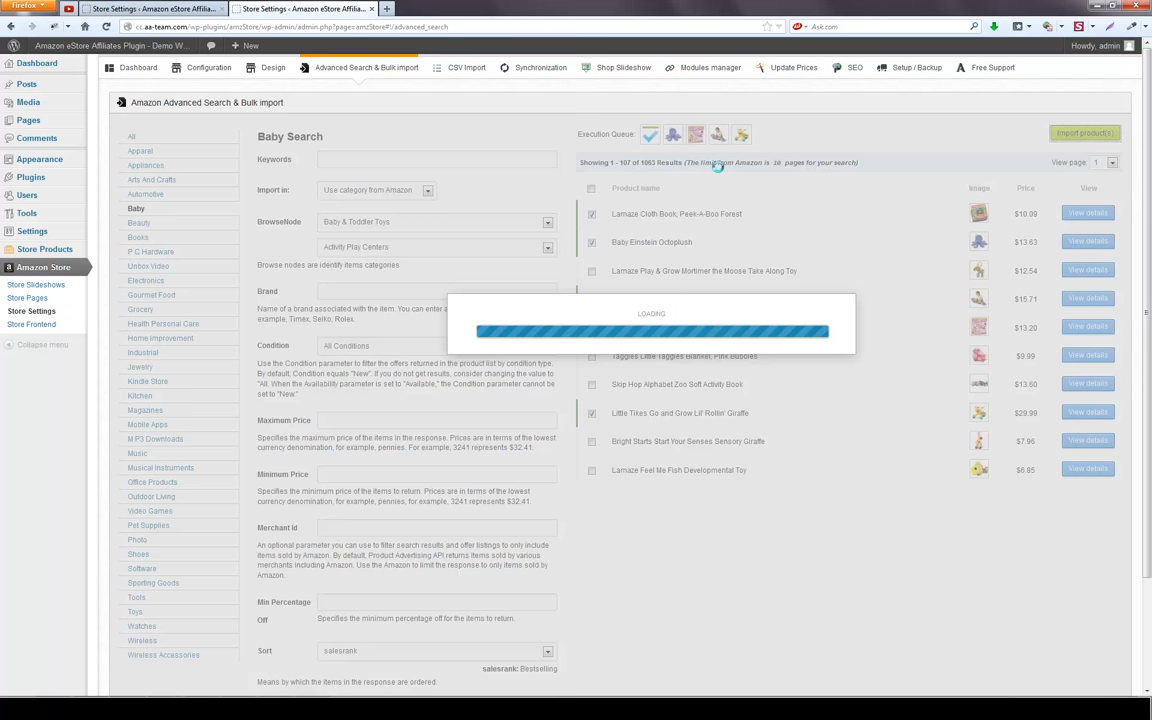 Firefox
Store Settings ‹ Amazon eStore Affilia...
Store Settings ‹ Amazon eStore Affilia...
cc.aa-team.com/wp-plugins/amzStore/wp-admin/admin.php?page=amzStore#!/advanced_search
Ask.com
Amazon eStore Affiliates Plugin - Demo W...
New
Howdy, admin
Dashboard
Configuration
Design
Advanced Search & Bulk import
CSV Import
Synchronization
Shop Slideshow
Modules manager
Update Prices
SEO
Setup / Backup
Free Support
Dashboard
Posts
Media
Pages
Comments
Appearance
Plugins
Users
Tools
Settings
Store Products
Amazon Store
Store Slideshows
Store Pages
Store Settings
Store Frontend
Collapse menu
Amazon Advanced Search & Bulk import
All
Apparel
Appliances
Arts And Crafts
Automotive
Baby
Beauty
Books
P C Hardware
Unbox Video
Electronics
Gourmet Food
Grocery
Health Personal Care
Home Improvement
Industrial
Jewelry
Kindle Store
Kitchen
Magazines
Mobile Apps
M P3 Downloads
Music
Musical Instruments
Office Products
Outdoor Living
Video Games
Pet Supplies
Photo
Shoes
Software
Sporting Goods
Tools
Toys
Watches
Wireless
Wireless Accessories
Baby Search
Keywords
Import in:
Use category from Amazon
BrowseNode
Baby & Toddler Toys
Activity Play Centers
Browse nodes are identify items categories
Brand
Name of a brand associated with the item. You can enter a
example, Timex, Seiko, Rolex.
Condition
All Conditions
Use the Condition parameter to filter the offers returned in the product list by condition type.
By default, Condition equals "New". If you do not get results, consider changing the value to
"All. When the Availability parameter is set to "Available," the Condition parameter cannot be
set to "New."
Maximum Price
Specifies the maximum price of the items in the response. Prices are in terms of the lowest
currency denomination, for example, pennies. For example, 3241 represents $32.41.
Minimum Price
Specifies the minimum price of the items to return. Prices are in terms of the lowest
currency denomination, for example, pennies, for example, 3241 represents $32.41.
Merchant Id
An optional parameter you can use to filter search results and offer listings to only include
items sold by Amazon. By default, Product Advertising API returns items sold by various
merchants including Amazon. Use the Amazon to limit the response to only items sold by
Amazon.
Min Percentage
Off
Specifies the minimum percentage off for the items to return.
Sort
salesrank
salesrank: Bestselling
Means by which the items in the response are ordered.
Execution Queue:
Import product(s)
Showing 1 - 107 of 1063 Results (The limit from Amazon is 10 pages for your search)
View page: 1
Product name
Image
Price
View
Lamaze Cloth Book, Peek-A-Boo Forest
$10.09
View details
Baby Einstein Octoplush
$13.63
View details
Lamaze Play & Grow Mortimer the Moose Take Along Toy
$12.54
View details
$15.71
View details
$13.20
View details
Taggies Little Taggies Blanket, Pink Bubbles
$9.99
View details
Skip Hop Alphabet Zoo Soft Activity Book
$13.60
View details
Little Tikes Go and Grow Lil' Rollin' Giraffe
$29.99
View details
Bright Starts Start Your Senses Sensory Giraffe
$7.96
View details
Lamaze Feel Me Fish Developmental Toy
$6.85
View details
LOADING